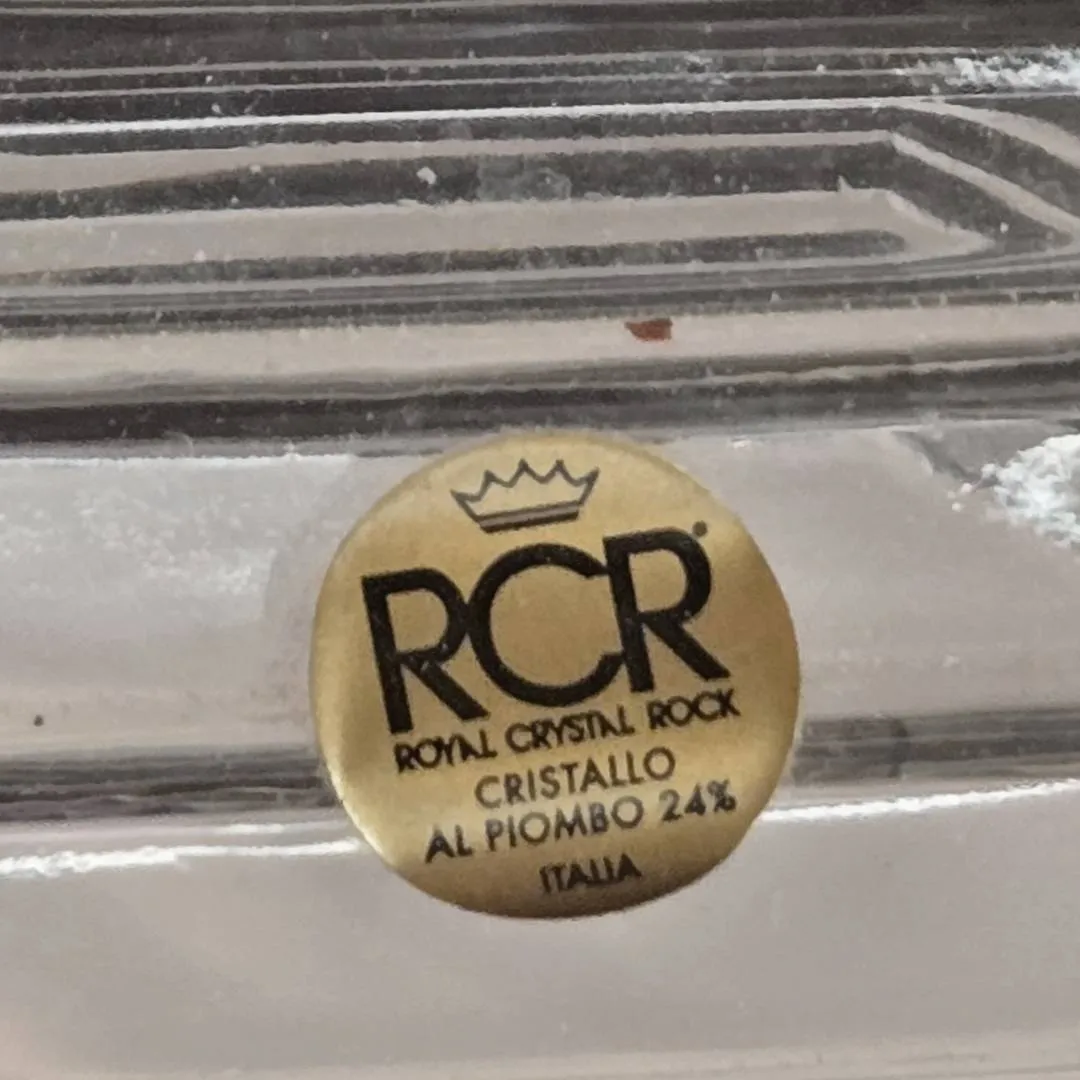 RCR
ROYAL CRYSTAL ROCK
CRISTALLO
AL PIOMBO 24%
ITALIA